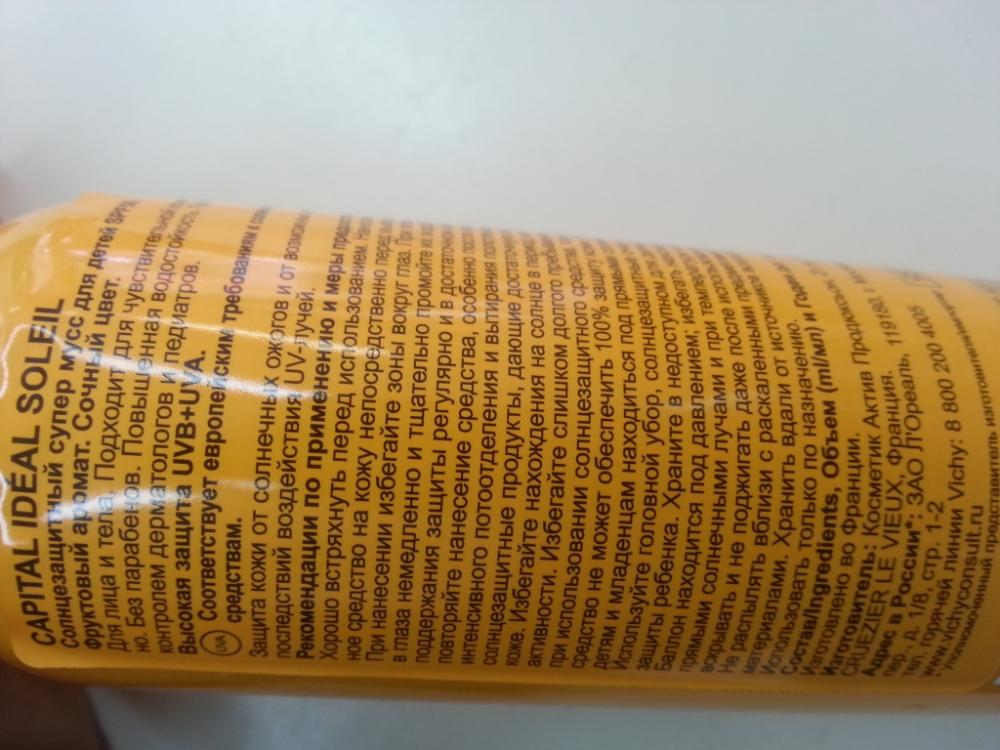 CAPITAL IDEAL SOLEIL
Солнцезащитный супер мусс для детей SPF50
Фруктовый аромат. Сочный цвет.
Для лица и тела. Подходит для чувствительной
но. Без парабенов. Повышенная водостойкость.
контролем дерматологов и педиатров.
Высокая защита UVB+UVA.
UVA Соответствует европейским требованиям к
средствам.
Защита кожи от солнечных ожогов и от возможных
последствий воздействия UV-лучей.
Рекомендации по применению и меры
Хорошо встряхнуть перед использованием.
ное средство на кожу непосредственно перед
При нанесении избегайте зоны вокруг глаз. При
в глаза немедленно и тщательно промойте их
поддержания защиты регулярно и в достаточном
повторяйте нанесение средства, особенно после
интенсивного потоотделения и вытирания
солнцезащитные продукты, дающие достаточную
коже. Избегайте нахождения на солнце в период
активности. Избегайте слишком долгого
при использовании солнцезащитного средства.
средство не может обеспечить 100% защиту
детям и младенцам находиться под прямыми
Используйте головной убор, солнцезащитные
защиты ребенка. Храните в недоступном для
Баллон находится под давлением; избегать
прямыми солнечными лучами и при
вскрывать и не поджигать даже после
Не распылять вблизи с раскаленными
материалами. Хранить вдали от источников
Использовать только по назначению.
Состав/Ingredients, Объем (ml/мл) и Годен
Изготовлено во Франции.
Изготовитель: Косметик Актив Продюксьон,
CRUEZIER LE VIEUX, Франция.
Адрес в России*: ЗАО Л'Ореаль, 119180, г.
пер., д. 1/8, стр. 1-2
тел. горячей линии Vichy: 8 800 200 4005
www.vichyconsult.ru
*Уполномоченный представитель изготовителя